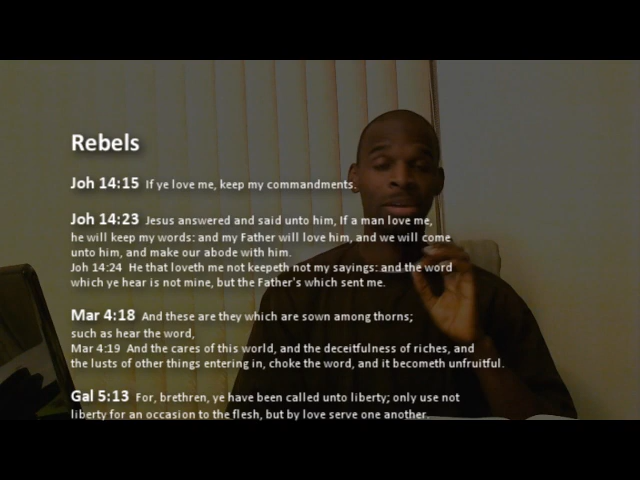 Rebels
Joh 14:15 If ye love me, keep my commandments.
Joh 14:23 Jesus answered and said unto him, If a man love me,
he will keep my words: and my Father will love him, and we will come
unto him, and make our abode with him.
Joh 14:24 He that loveth me not keepeth not my sayings: and the word
which ye hear is not mine, but the Father's which sent me.
Mar 4:18 And these are they which are sown among thorns;
such as hear the word,
Mar 4:19 And the cares of this world, and the deceitfulness of riches, and
the lusts of other things entering in, choke the word, and it becometh unfruitful.
Gal 5:13 For, brethren, ye have been called unto liberty; only use not
liberty for an occasion to the flesh, but by love serve one another.